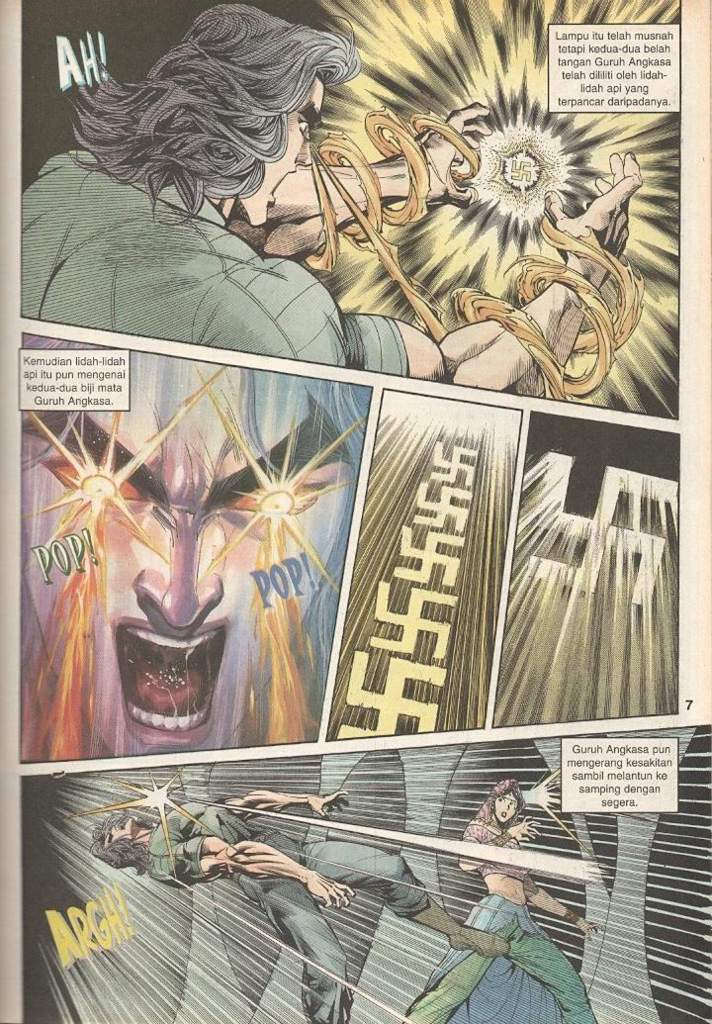 AH!
Lampu itu telah musnah
tetapi kedua-dua belah
tangan Guruh Angkasa
telah dililiti oleh lidah-
lidah api yang
terpancar daripadanya.
Kemudian lidah-lidah
api itu pun mengenai
kedua-dua biji mata
Guruh Angkasa.
POP!
POP!
7
Guruh Angkasa pun
mengerang kesakitan
sambil melantun ke
samping dengan
segera.
ARGH!